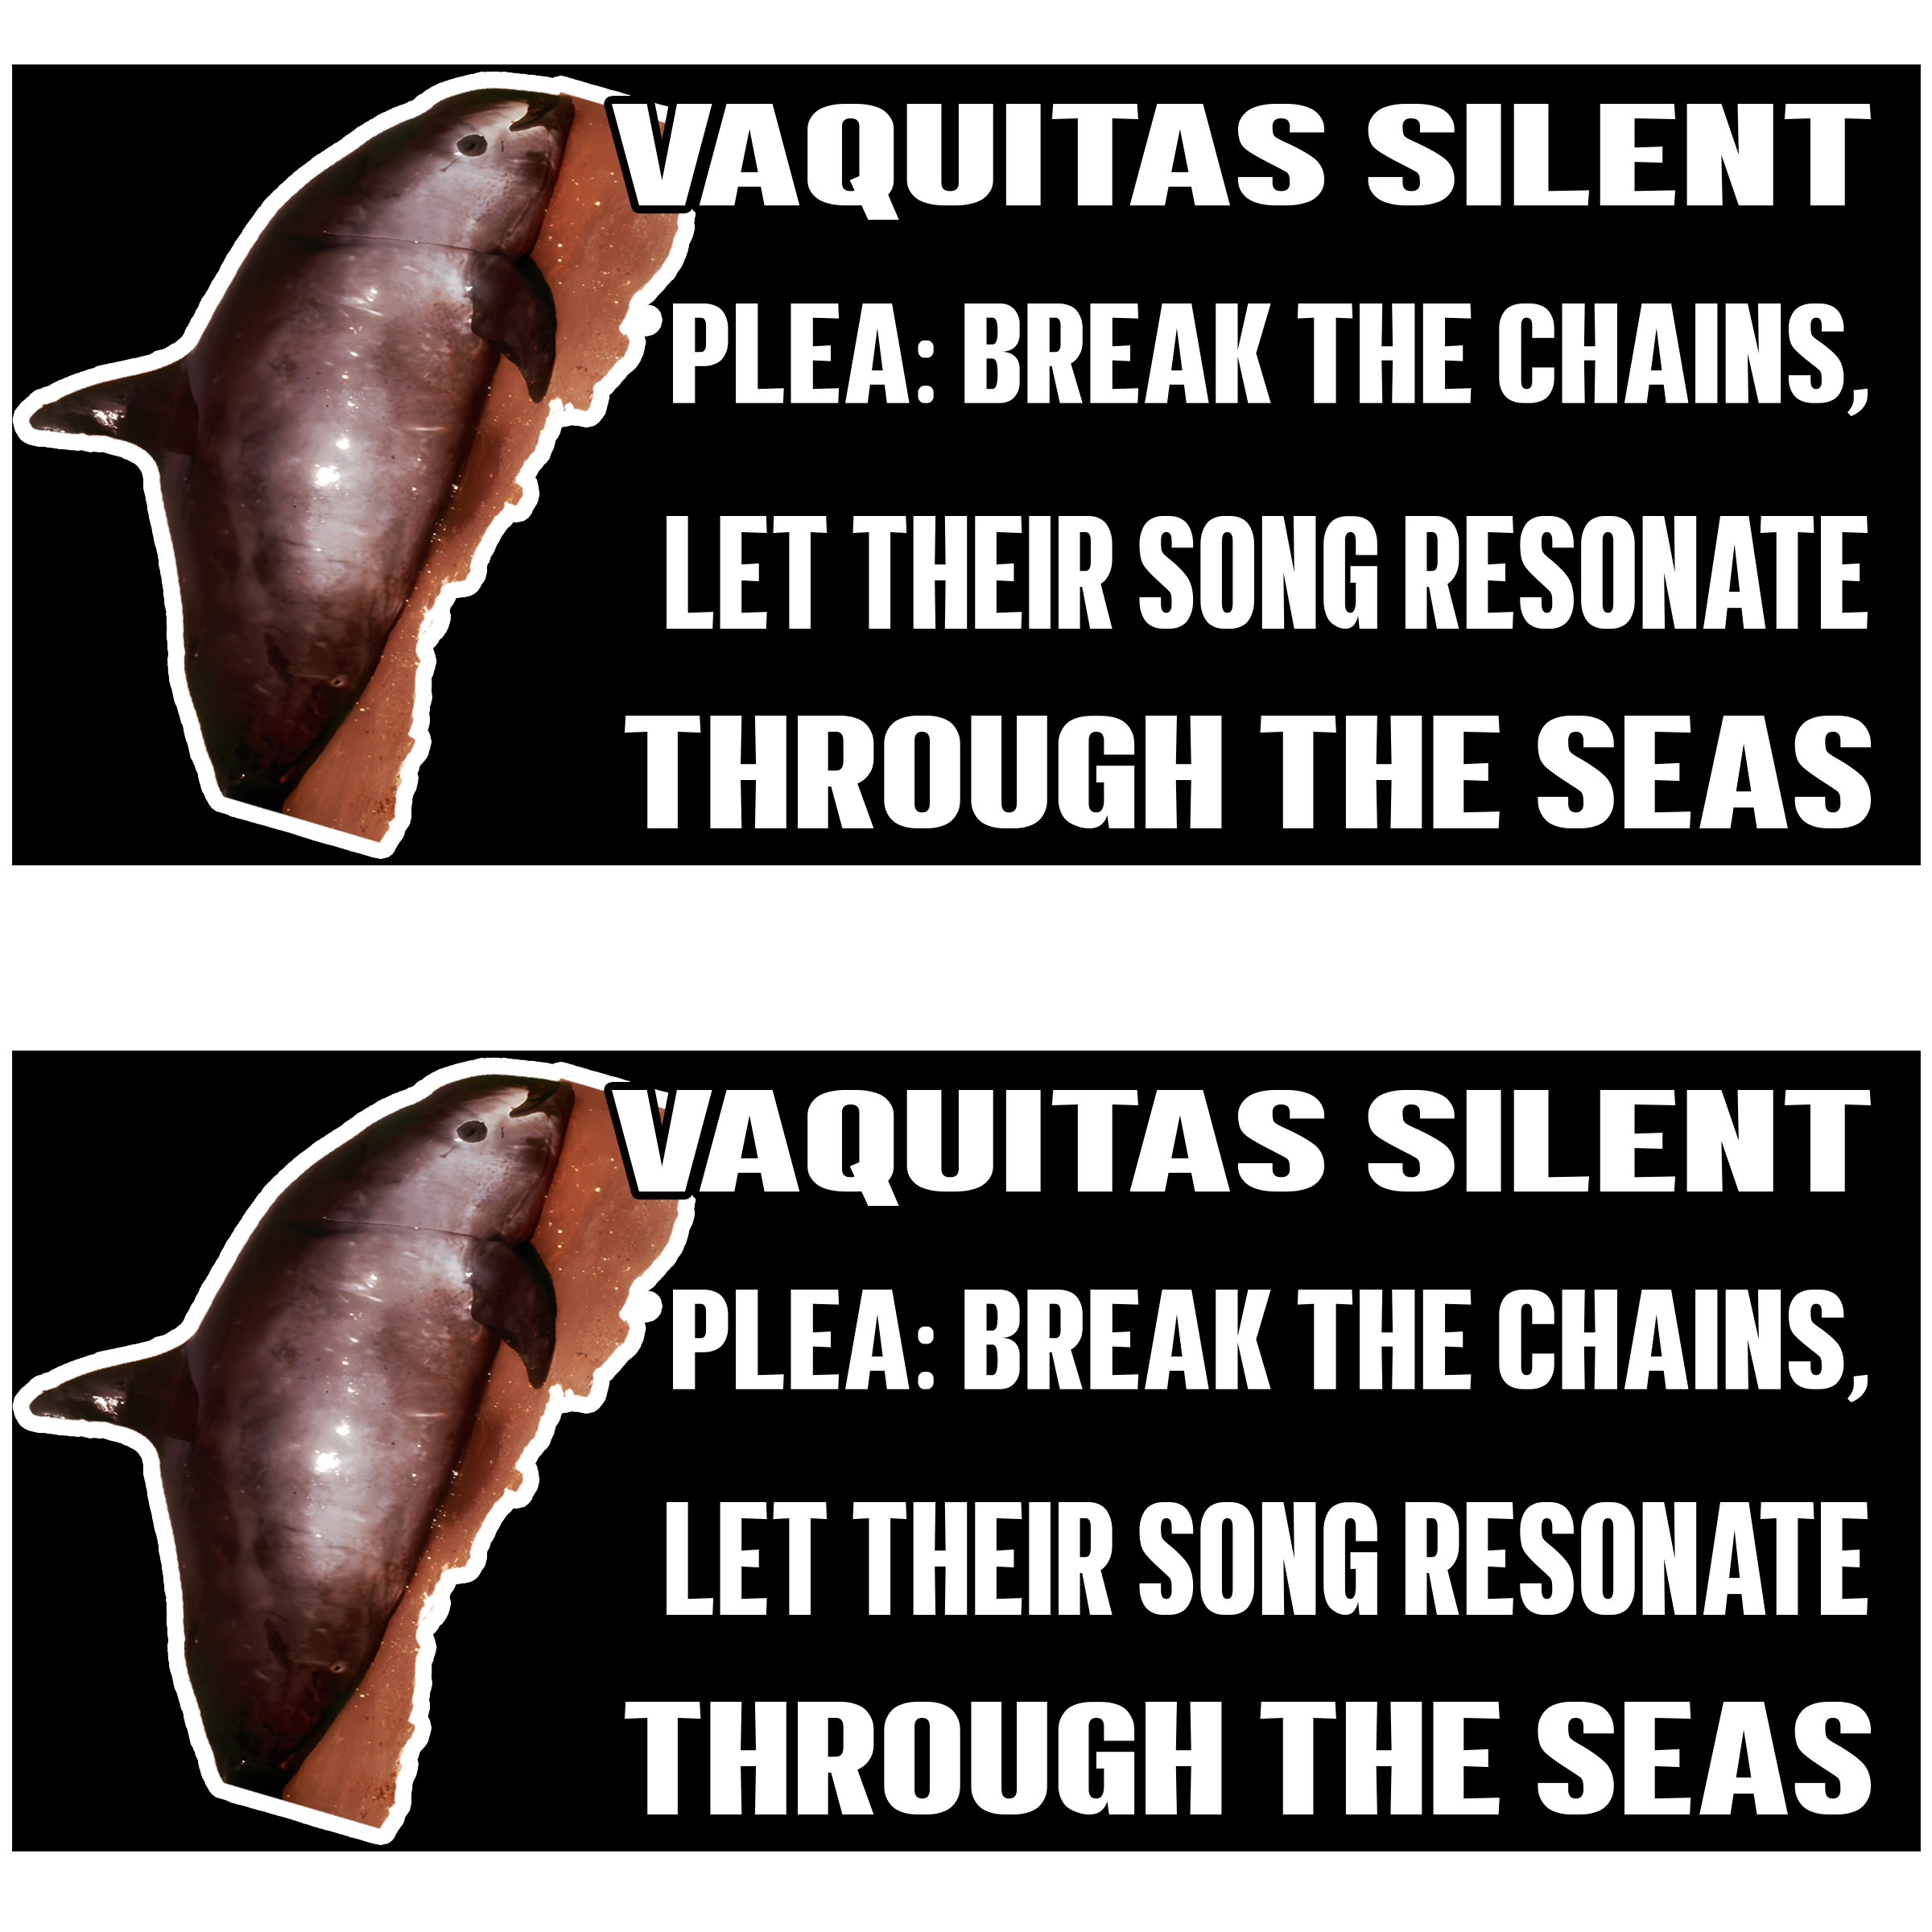 VAQUITAS SILENT
PLEA: BREAK THE CHAINS,
LET THEIR SONG RESONATE
THROUGH THE SEAS
VAQUITAS SILENT
PLEA: BREAK THE CHAINS,
LET THEIR SONG RESONATE
THROUGH THE SEAS